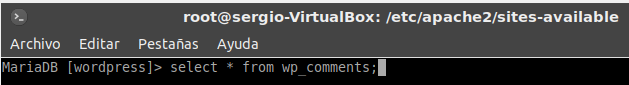 root@sergio-VirtualBox: /etc/apache2/sites-available
Archivo Editar Pestañas Ayuda
MariaDB [wordpress]> select * from wp_comments;